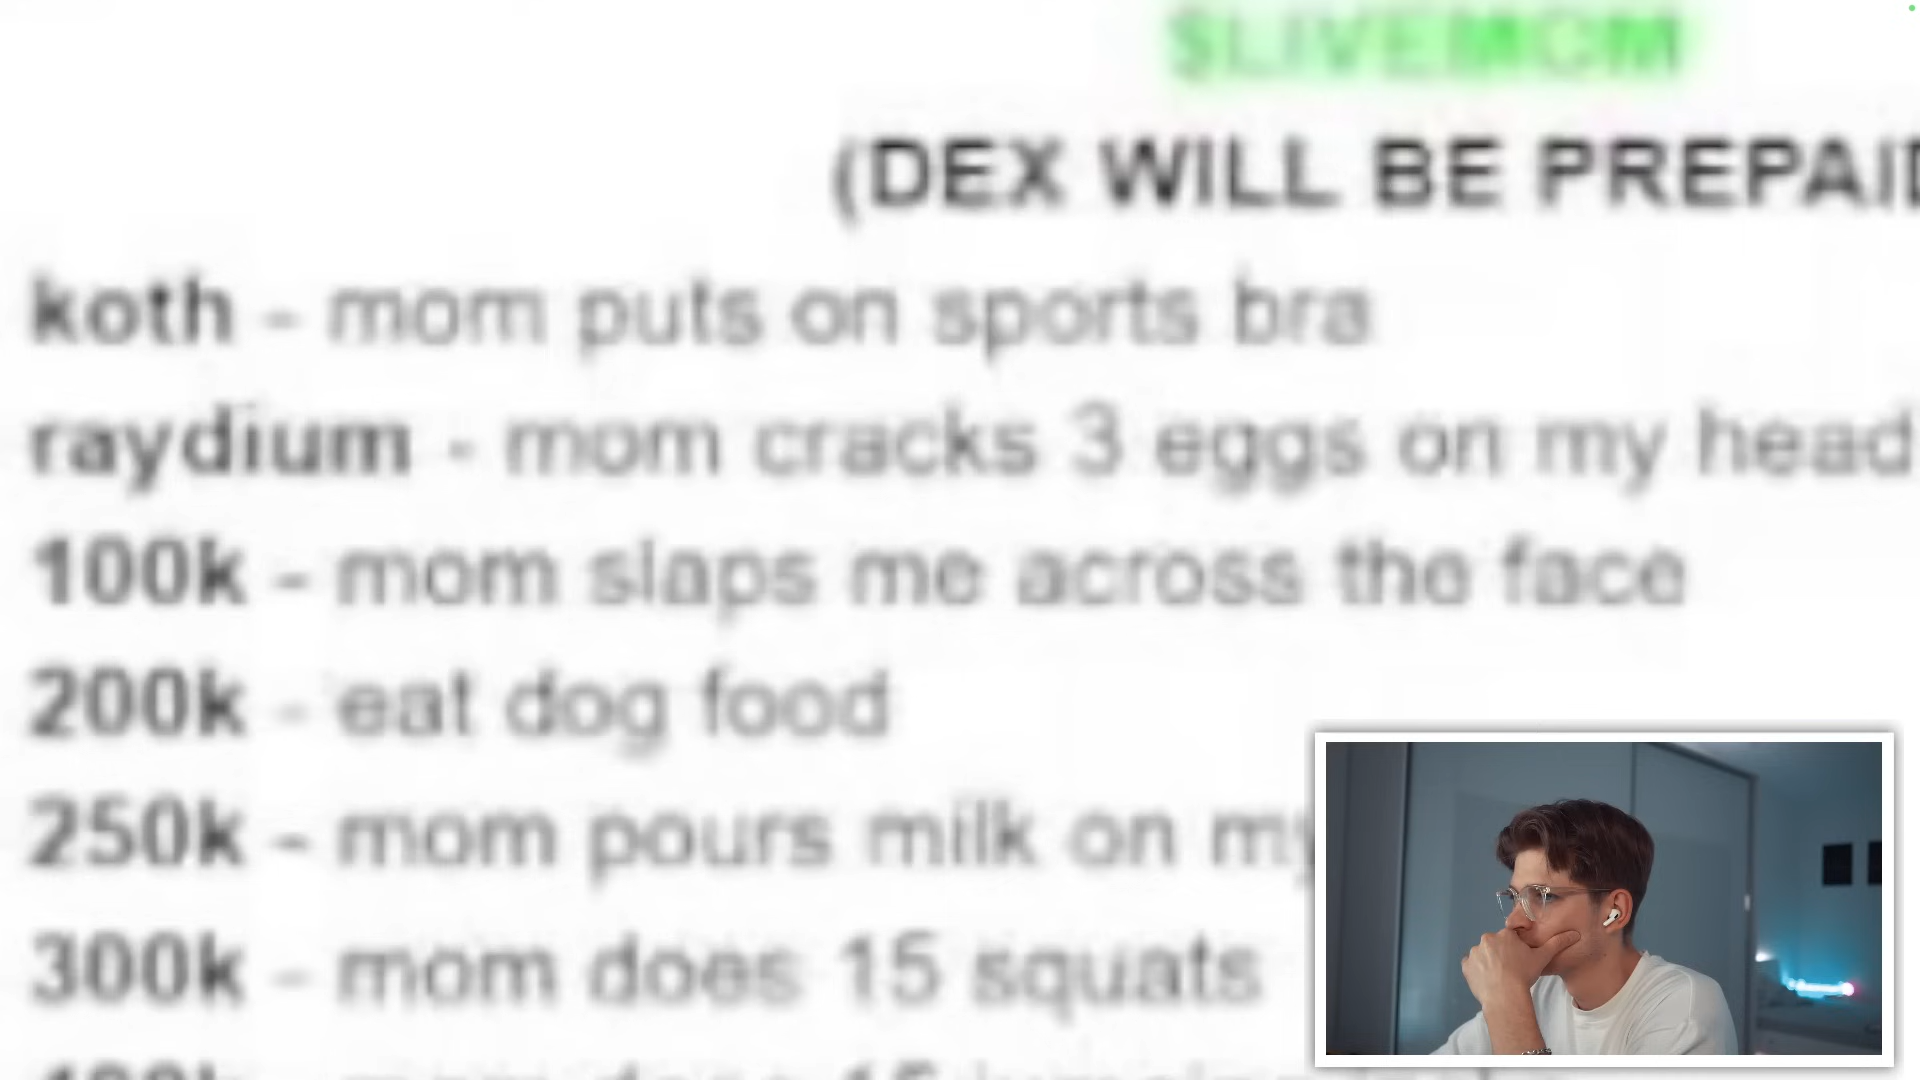 $LIVEMOM
(DEX WILL BE PREPAID
koth - mom puts on sports bra
raydium - mom cracks 3 eggs on my head
100k - mom slaps me across the face
200k - eat dog food
250k - mom pours milk on my
300k - mom does 15 squats